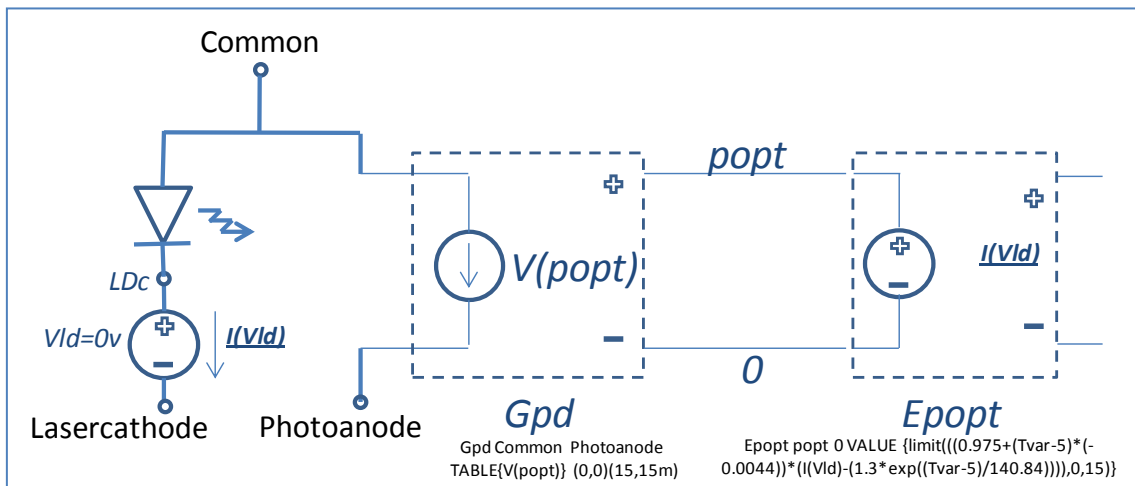 Common
popt
LDc
V(popt)
I(Vld)
Vld=0v
I(Vld)
0
Lasercathode
Photoanode
Gpd
Epopt
Gpd Common Photoanode
TABLE{V(popt)} (0,0)(15,15m)
Epopt popt 0 VALUE {limit(((0.975+(Tvar-5)*(-
0.0044))*(I(Vld)-(1.3*exp((Tvar-5)/140.84)))),0,15)}